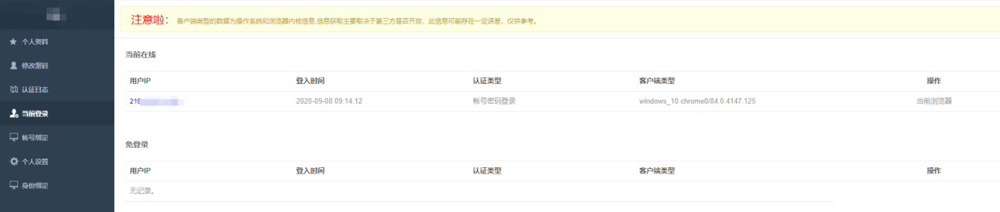 注意啦： 客户端类型的数据为操作系统和浏览器内核信息,信息获取主要取决于第三方是否开放，此信息可能存在一定误差，仅供参考。
个人资料
修改密码
认证日志
当前登录
帐号绑定
个人设置
身份绑定
当前在线
用户IP 登入时间 认证类型 客户端类型 操作
219 2020-09-08 09:14:12 帐号密码登录 windows_10 chrome8/84.0.4147.125 当前浏览器
免登录
用户IP 登入时间 认证类型 客户端类型 操作
无记录。